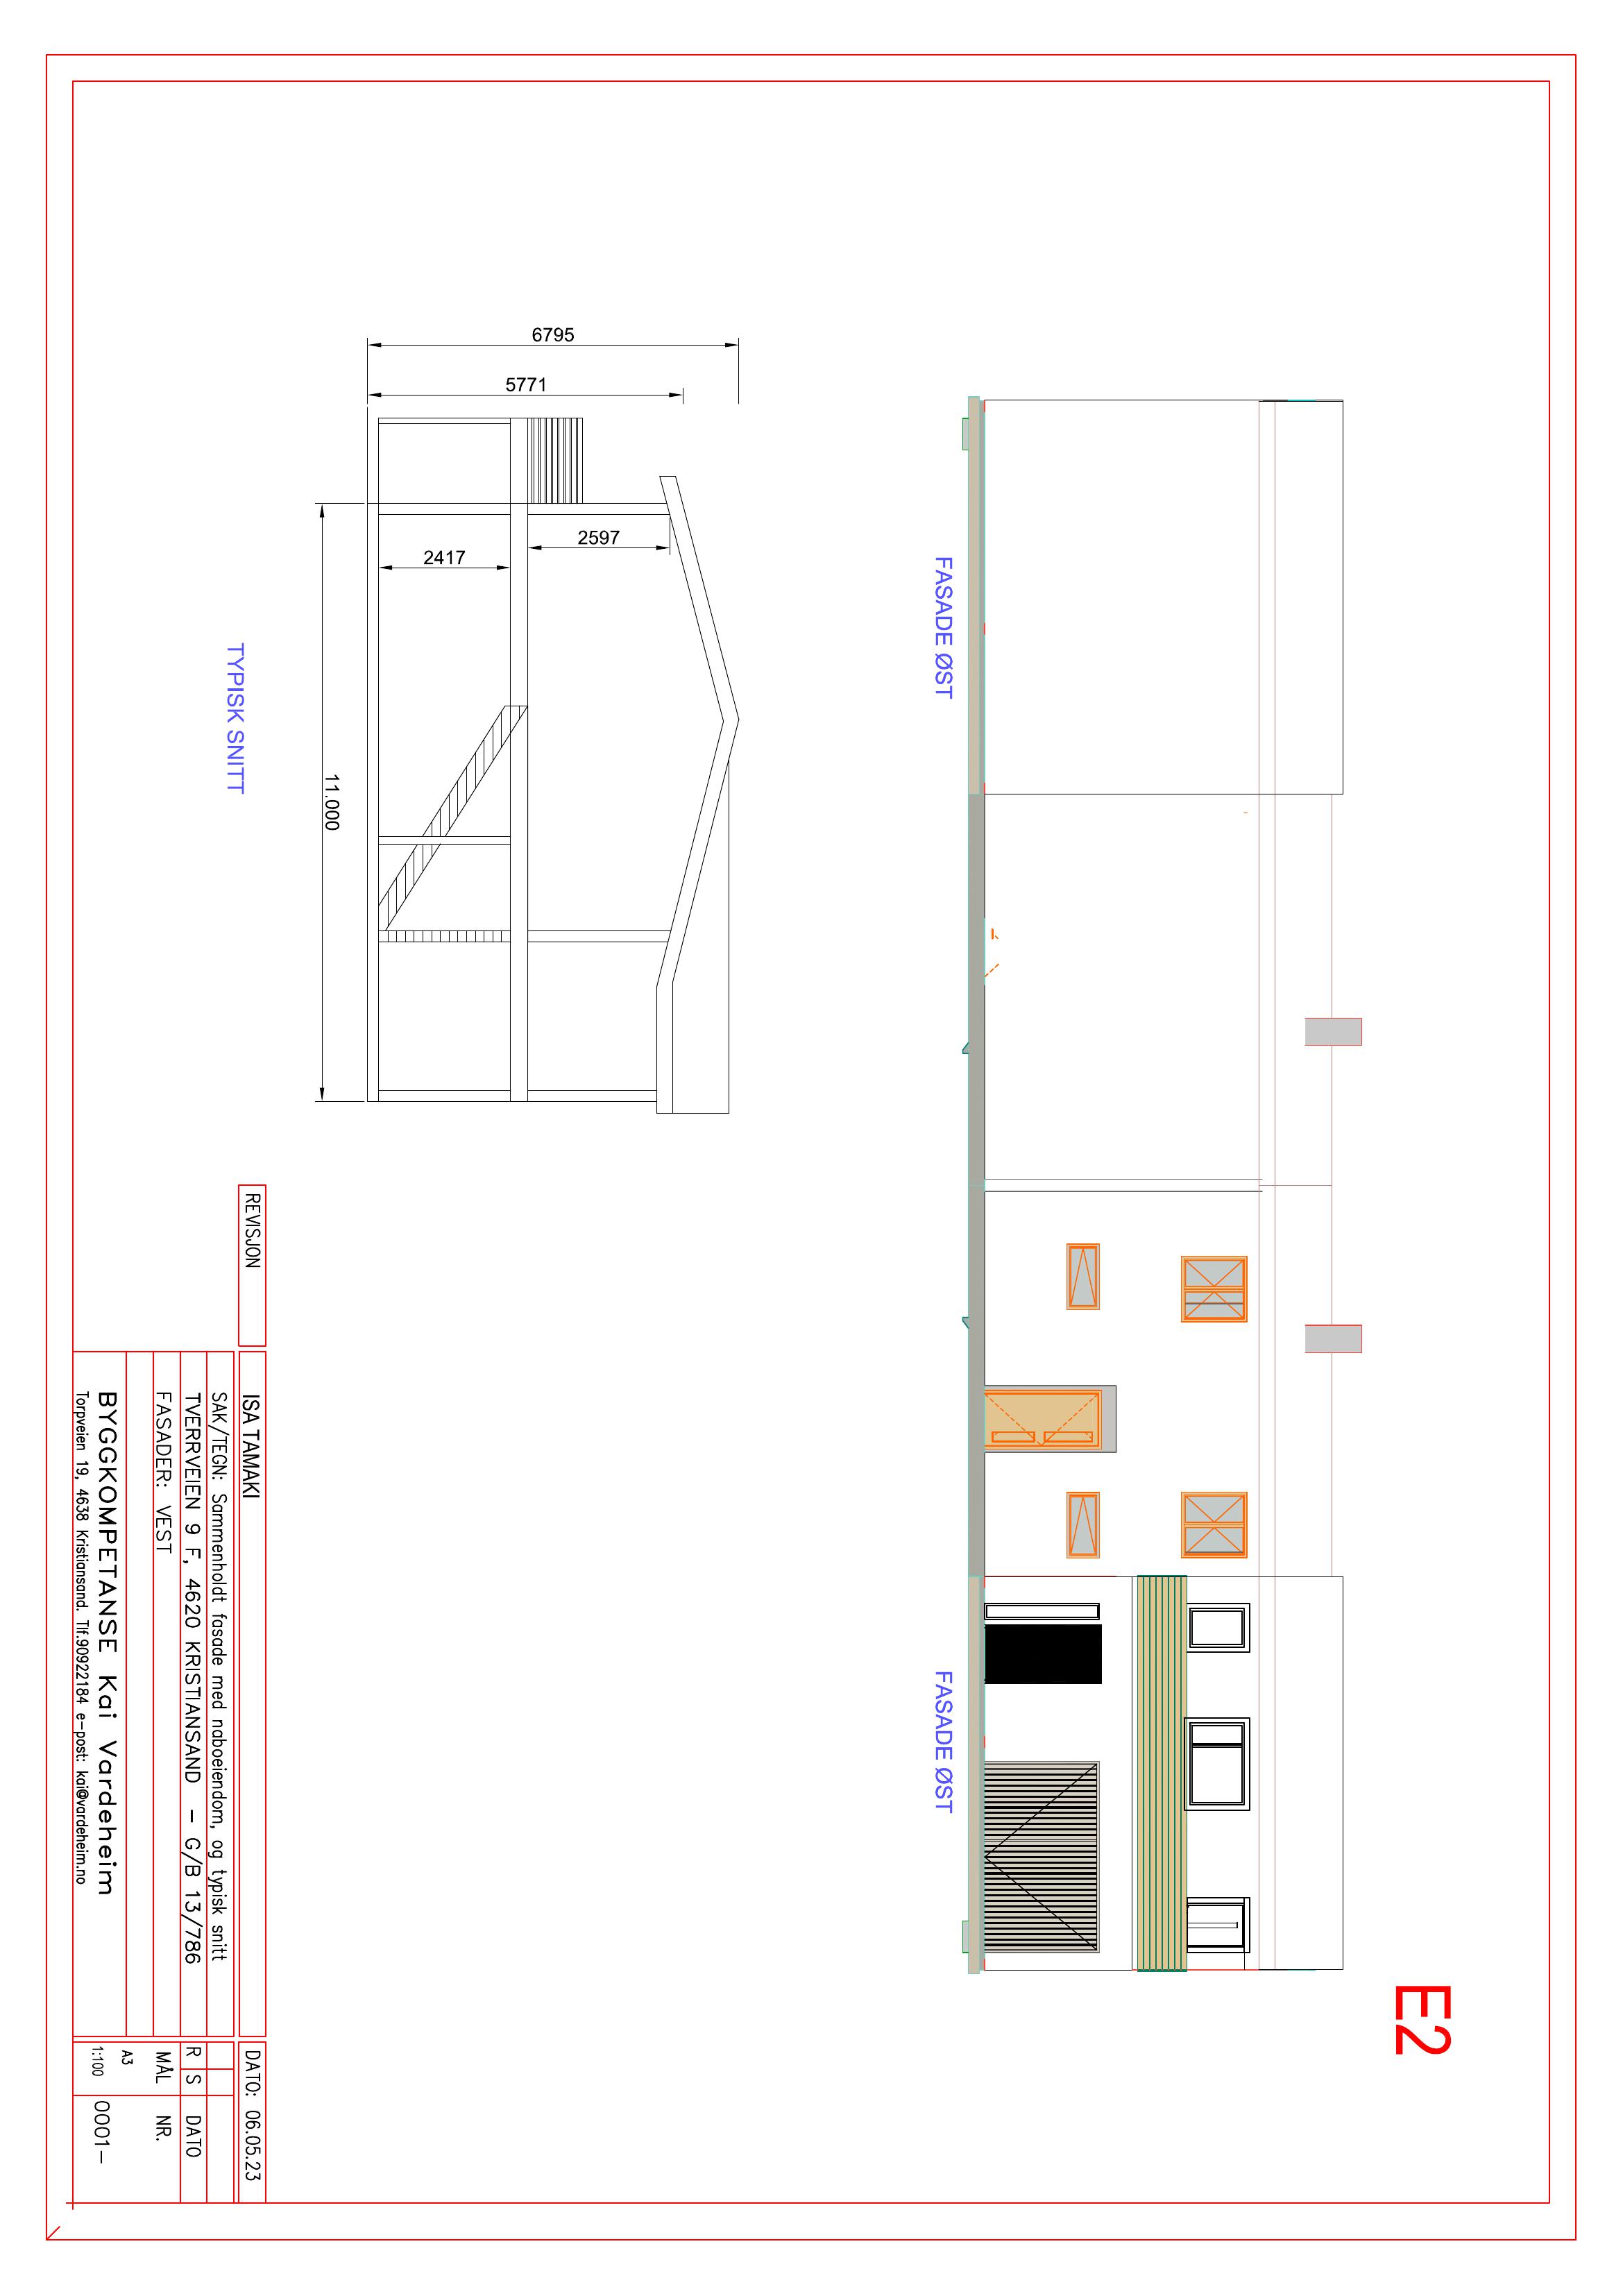 E2
FASADE ØST
FASADE ØST
6795
5771
2597
2417
11.000
TYPISK SNITT
REVISJON
ISA TAMAKI
DATO: 06.05.23
SAK/TEGN: Sammenholdt fasade med naboeiendom, og typisk snitt
TVERRVEIEN 9 F, 4620 KRISTIANSAND - G/B 13/786
R S DATO
FASADER: VEST
MÅL NR.
A3
BYGGKOMPETANSE Kai Vardeheim
1:100 0001-
Torpveien 19, 4638 Kristiansand. Tlf.90922184 e-post: kai@vardeheim.no